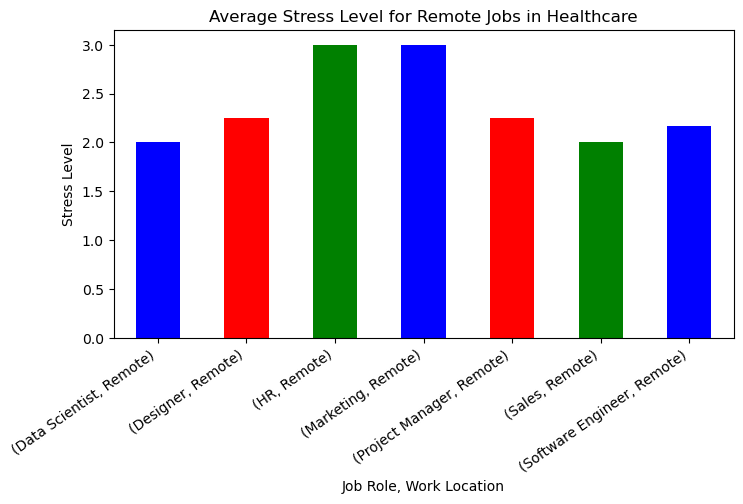 Average Stress Level for Remote Jobs in Healthcare
Stress Level
3.0
2.5
2.0
1.5
1.0
0.5
0.0
(Data Scientist, Remote)
(Designer, Remote)
(HR, Remote)
(Marketing, Remote)
(Project Manager, Remote)
(Sales, Remote)
(Software Engineer, Remote)
Job Role, Work Location